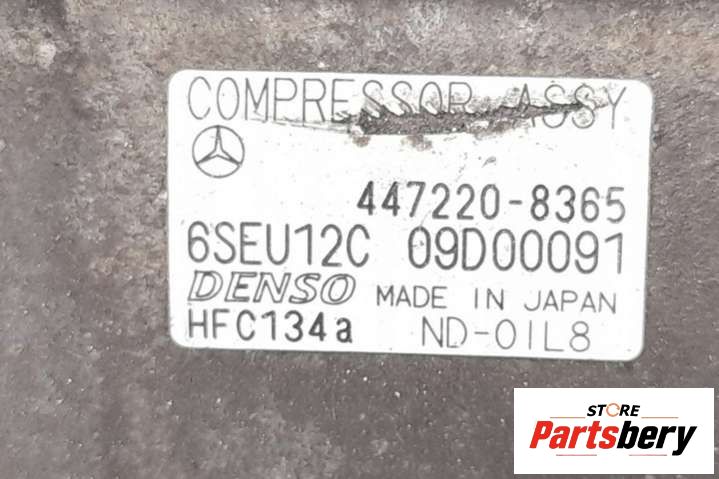 COMPRESSOR ASSY
447220-8365
6SEU12C 09D00091
DENSO MADE IN JAPAN
HFC134a ND-OIL8
STORE
Partsbery